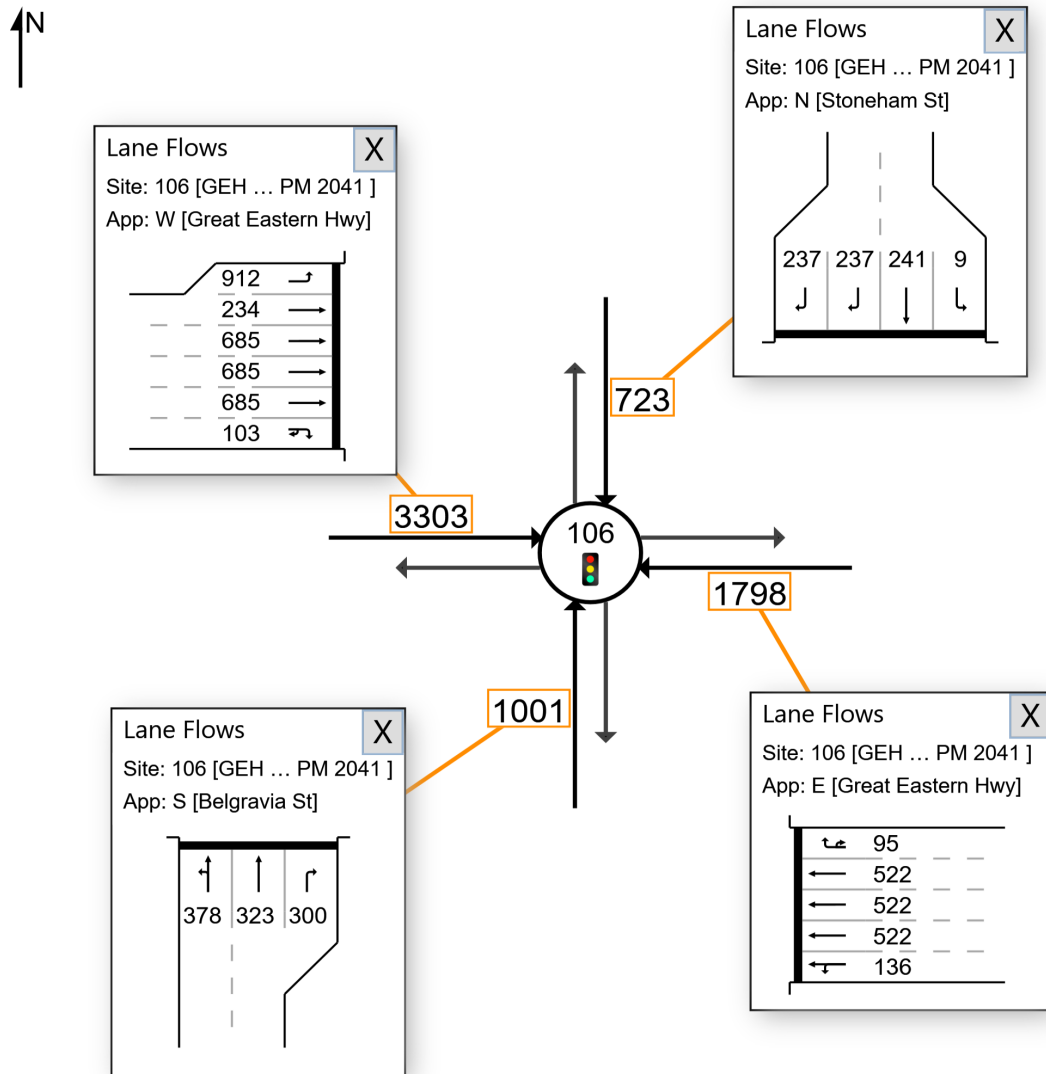 N
Lane Flows
X
Site: 106 [GEH ... PM 2041 ]
App: N [Stoneham St]
237 237 241 9
Lane Flows
X
Site: 106 [GEH ... PM 2041 ]
App: W [Great Eastern Hwy]
912
234
685
685
685
103
723
3303
106
1798
1001
Lane Flows
X
Site: 106 [GEH ... PM 2041 ]
App: S [Belgravia St]
378 323 300
Lane Flows
X
Site: 106 [GEH ... PM 2041 ]
App: E [Great Eastern Hwy]
95
522
522
522
136